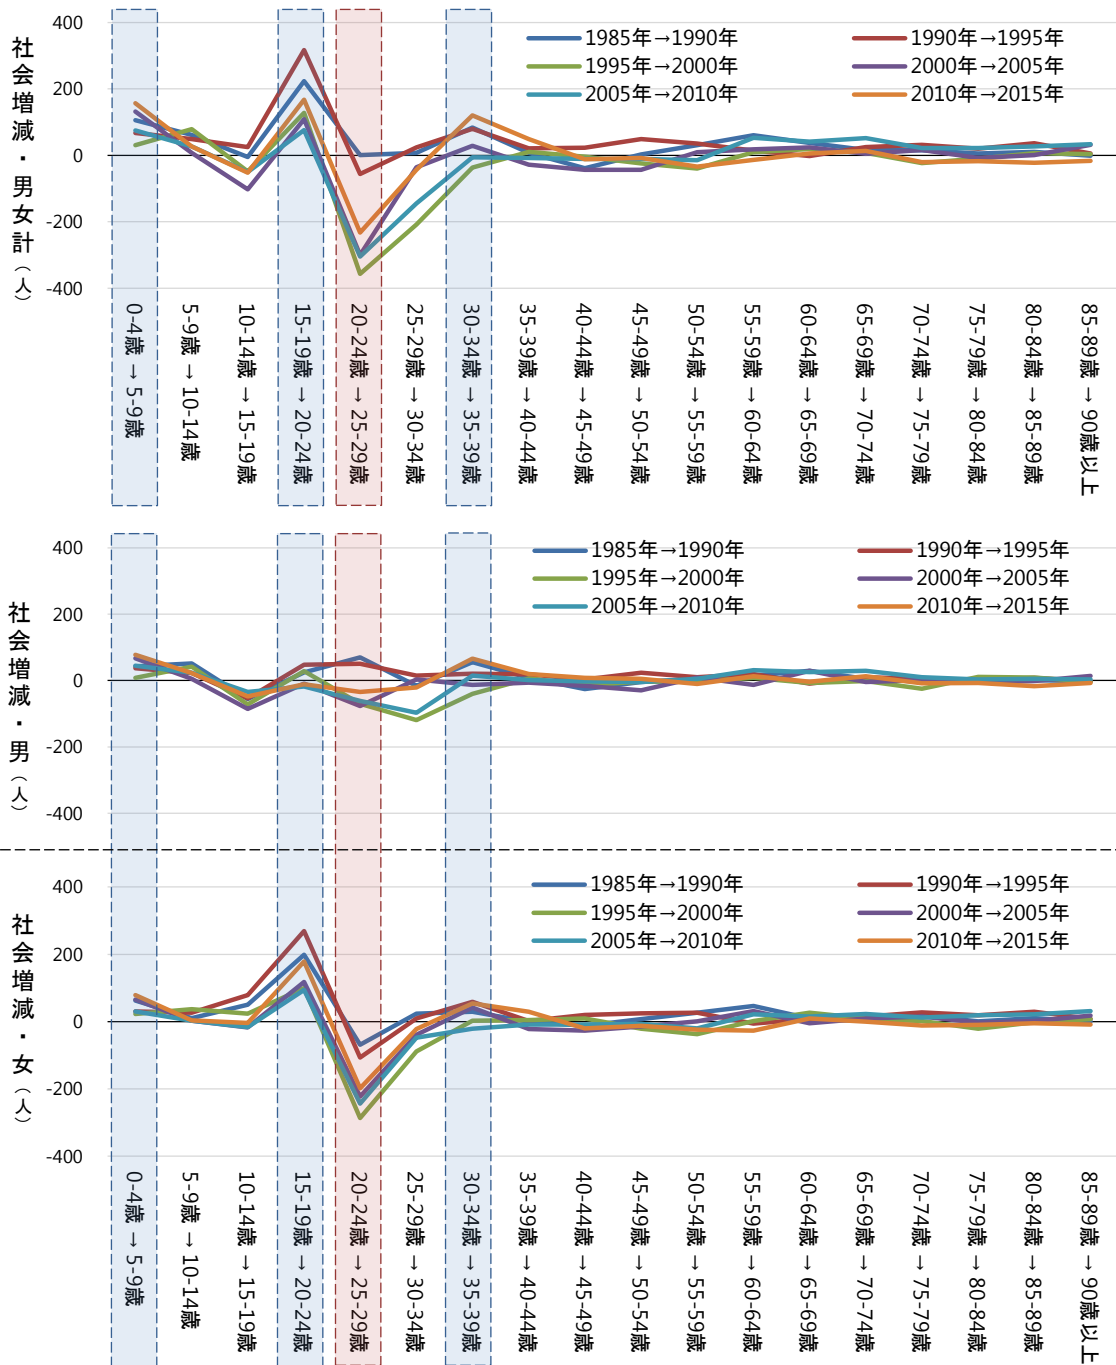 社会増減・男女計(人)
400
200
0
-200
-400
1985年→1990年
1990年→1995年
1995年→2000年
2000年→2005年
2005年→2010年
2010年→2015年
0-4歳 → 5-9歳
5-9歳 → 10-14歳
10-14歳 → 15-19歳
15-19歳 → 20-24歳
20-24歳 → 25-29歳
25-29歳 → 30-34歳
30-34歳 → 35-39歳
35-39歳 → 40-44歳
40-44歳 → 45-49歳
45-49歳 → 50-54歳
50-54歳 → 55-59歳
55-59歳 → 60-64歳
60-64歳 → 65-69歳
65-69歳 → 70-74歳
70-74歳 → 75-79歳
75-79歳 → 80-84歳
80-84歳 → 85-89歳
85-89歳 → 90歳以上
社会増減・男(人)
400
200
0
-200
-400
1985年→1990年
1990年→1995年
1995年→2000年
2000年→2005年
2005年→2010年
2010年→2015年
社会増減・女(人)
400
200
0
-200
-400
1985年→1990年
1990年→1995年
1995年→2000年
2000年→2005年
2005年→2010年
2010年→2015年
0-4歳 → 5-9歳
5-9歳 → 10-14歳
10-14歳 → 15-19歳
15-19歳 → 20-24歳
20-24歳 → 25-29歳
25-29歳 → 30-34歳
30-34歳 → 35-39歳
35-39歳 → 40-44歳
40-44歳 → 45-49歳
45-49歳 → 50-54歳
50-54歳 → 55-59歳
55-59歳 → 60-64歳
60-64歳 → 65-69歳
65-69歳 → 70-74歳
70-74歳 → 75-79歳
75-79歳 → 80-84歳
80-84歳 → 85-89歳
85-89歳 → 90歳以上